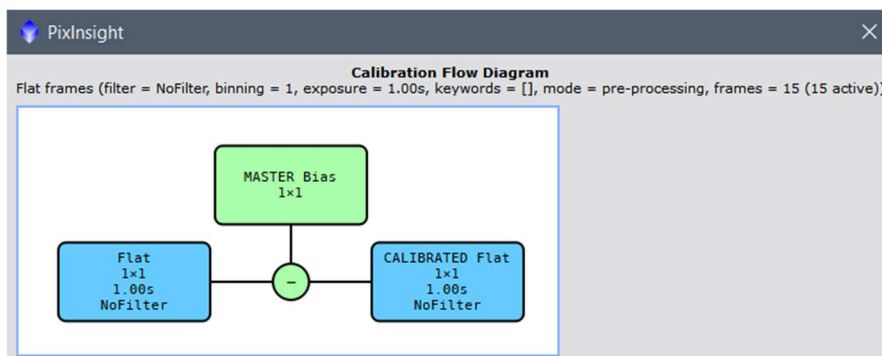 PixInsight
Calibration Flow Diagram
Flat frames (filter = NoFilter, binning = 1, exposure = 1.00s, keywords = [], mode = pre-processing, frames = 15 (15 active))
MASTER Bias
1×1
Flat
1×1
1.00s
NoFilter
−
CALIBRATED Flat
1×1
1.00s
NoFilter